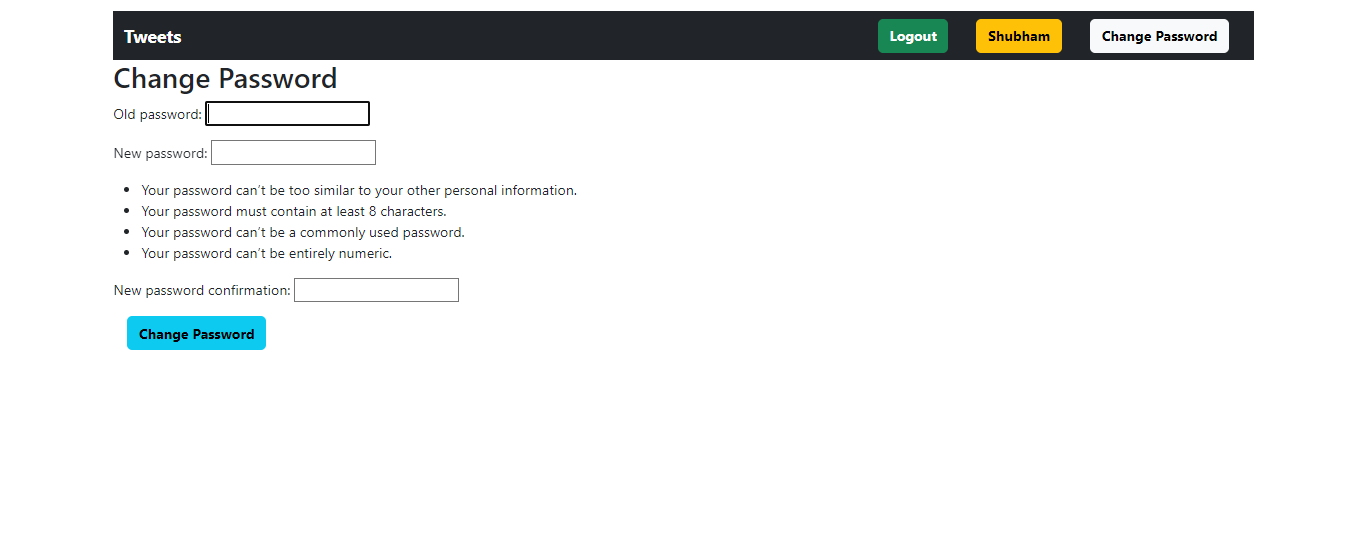 Tweets Logout Shubham Change Password
Change Password
Old password:
New password:
Your password can’t be too similar to your other personal information.
Your password must contain at least 8 characters.
Your password can’t be a commonly used password.
Your password can’t be entirely numeric.
New password confirmation:
Change Password